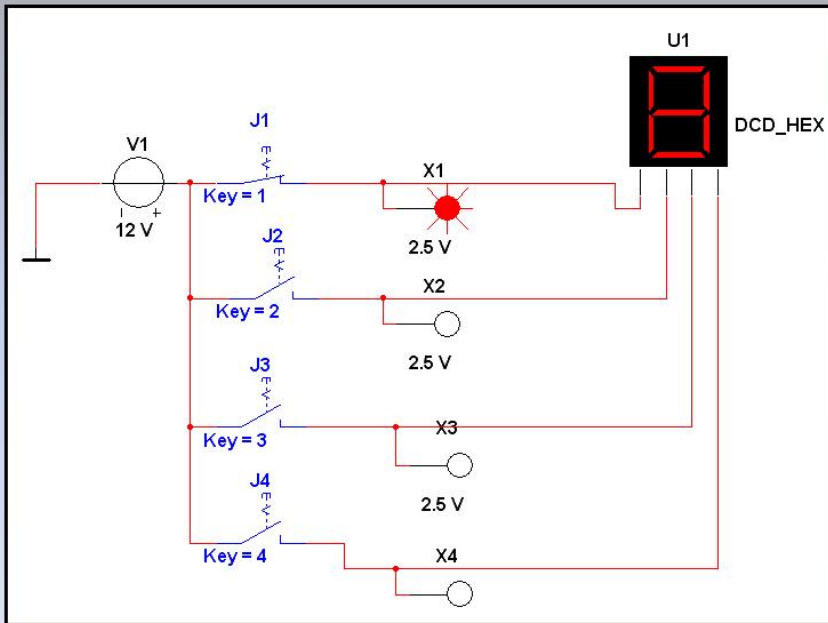 U1
DCD_HEX
J1
V1
X1
Key = 1
12 V
J2
2.5 V
X2
Key = 2
2.5 V
J3
X3
Key = 3
J4
2.5 V
Key = 4
X4